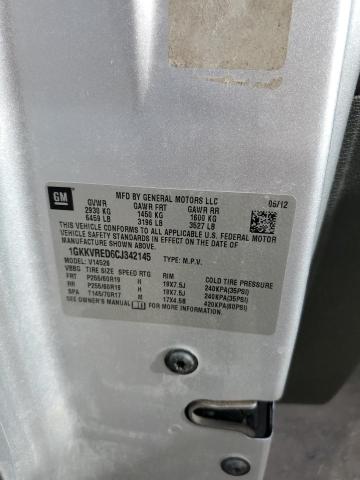 GM
MFD BY GENERAL MOTORS LLC 05/12
GVWR GAWR FRT GAWR RR
2930 KG 1450 KG 1600 KG
6459 LB 3196 LB 3527 LB
THIS VEHICLE CONFORMS TO ALL APPLICABLE U.S. FEDERAL MOTOR
VEHICLE SAFETY AND THEFT PREVENTION STANDARDS IN EFFECT ON THE DATE OF
MANUFACTURE SHOWN ABOVE.
1GKKVRED6CJ342145 TYPE: M.P.V.
MODEL: V14526
VBBG TIRE SIZE SPEED RTG RIM COLD TIRE PRESSURE
FRT P255/60R19 H 19X7.5J 240KPA(35PSI)
RR P255/60R19 H 19X7.5J 240KPA(35PSI)
SPA T145/70R17 M 17X4.5B 420KPA(60PSI)
SEE OWNER'S MANUAL FOR MORE INFORMATION.